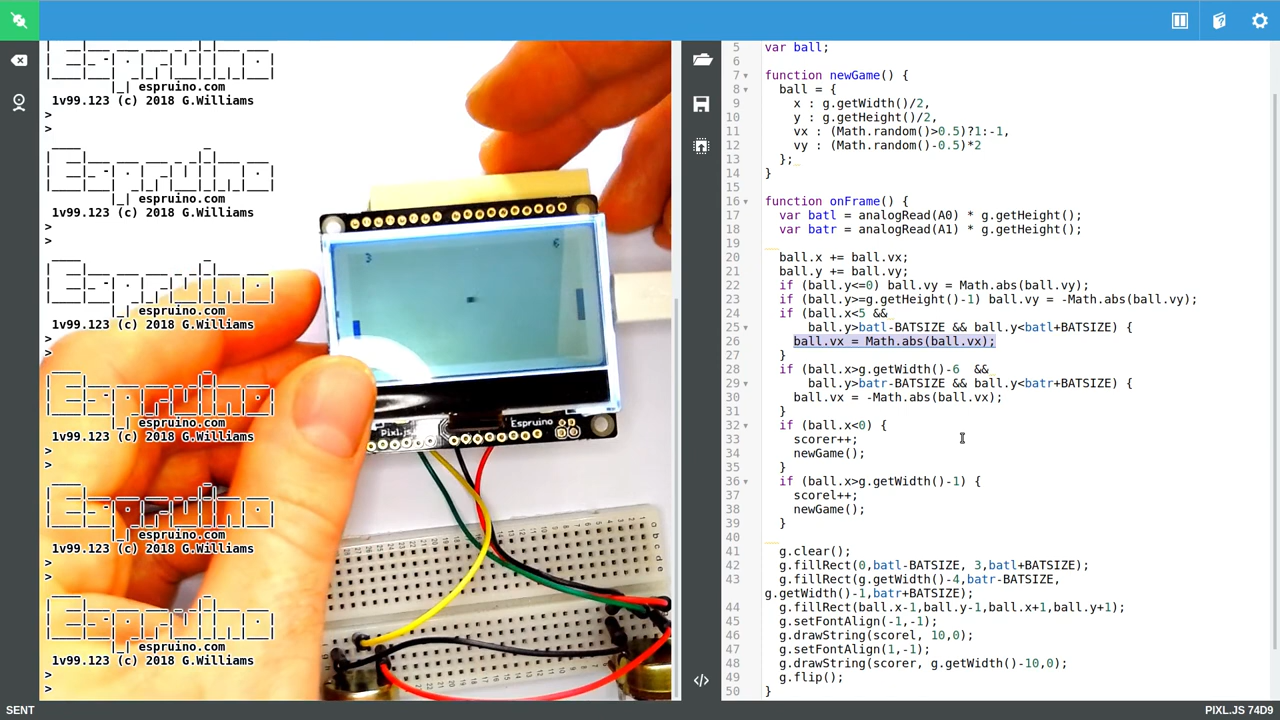 espruino.com
1v99.123 (c) 2018 G.Williams
>
>
Espruino
espruino.com
1v99.123 (c) 2018 G.Williams
>
>
Espruino
espruino.com
1v99.123 (c) 2018 G.Williams
>
>
Espruino
espruino.com
1v99.123 (c) 2018 G.Williams
>
>
Espruino
espruino.com
1v99.123 (c) 2018 G.Williams
>
>
Espruino
espruino.com
1v99.123 (c) 2018 G.Williams
>
>
3
6
Pixl.js
Espruino
5 var ball;
6
7 function newGame() {
8 ball = {
9 x : g.getWidth()/2,
10 y : g.getHeight()/2,
11 vx : (Math.random()>0.5)?1:-1,
12 vy : (Math.random()-0.5)*2
13 };
14 }
15
16 function onFrame() {
17 var batl = analogRead(A0) * g.getHeight();
18 var batr = analogRead(A1) * g.getHeight();
19
20 ball.x += ball.vx;
21 ball.y += ball.vy;
22 if (ball.y<=0) ball.vy = Math.abs(ball.vy);
23 if (ball.y>=g.getHeight()-1) ball.vy = -Math.abs(ball.vy);
24 if (ball.x<5 &&
25 ball.y>batl-BATSIZE && ball.y<batl+BATSIZE) {
26 ball.vx = Math.abs(ball.vx);
27 }
28 if (ball.x>g.getWidth()-6 &&
29 ball.y>batr-BATSIZE && ball.y<batr+BATSIZE) {
30 ball.vx = -Math.abs(ball.vx);
31 }
32 if (ball.x<0) {
33 scorer++;
34 newGame();
35 }
36 if (ball.x>g.getWidth()-1) {
37 scorel++;
38 newGame();
39 }
40
41 g.clear();
42 g.fillRect(0,batl-BATSIZE, 3,batl+BATSIZE);
43 g.fillRect(g.getWidth()-4,batr-BATSIZE,
g.getWidth()-1,batr+BATSIZE);
44 g.fillRect(ball.x-1,ball.y-1,ball.x+1,ball.y+1);
45 g.setFontAlign(-1,-1);
46 g.drawString(scorel, 10,0);
47 g.setFontAlign(1,-1);
48 g.drawString(scorer, g.getWidth()-10,0);
49 g.flip();
50 }
SENT
PIXL.JS 74D9